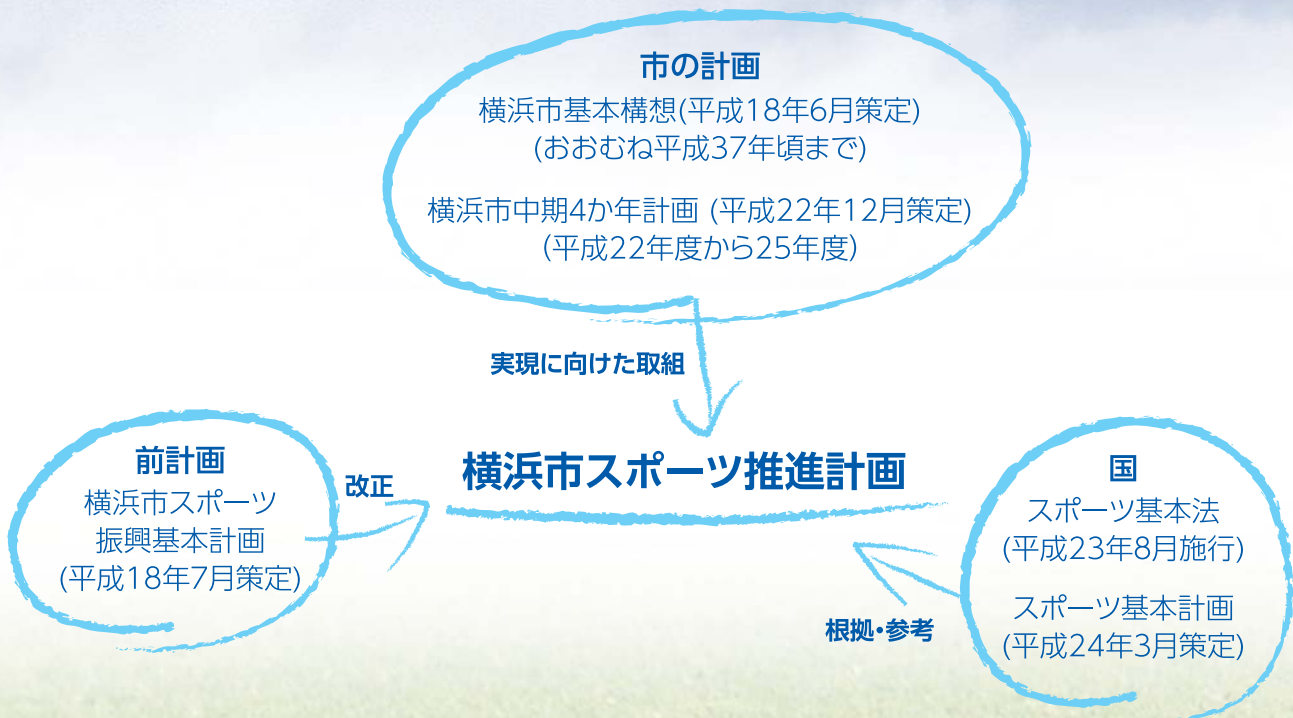 市の計画
横浜市基本構想(平成18年6月策定)
(おおむね平成37年頃まで)
横浜市中期4か年計画 (平成22年12月策定)
(平成22年度から25年度)
実現に向けた取組
前計画
横浜市スポーツ
振興基本計画
(平成18年7月策定)
改正
横浜市スポーツ推進計画
国
スポーツ基本法
(平成23年8月施行)
スポーツ基本計画
(平成24年3月策定)
根拠・参考